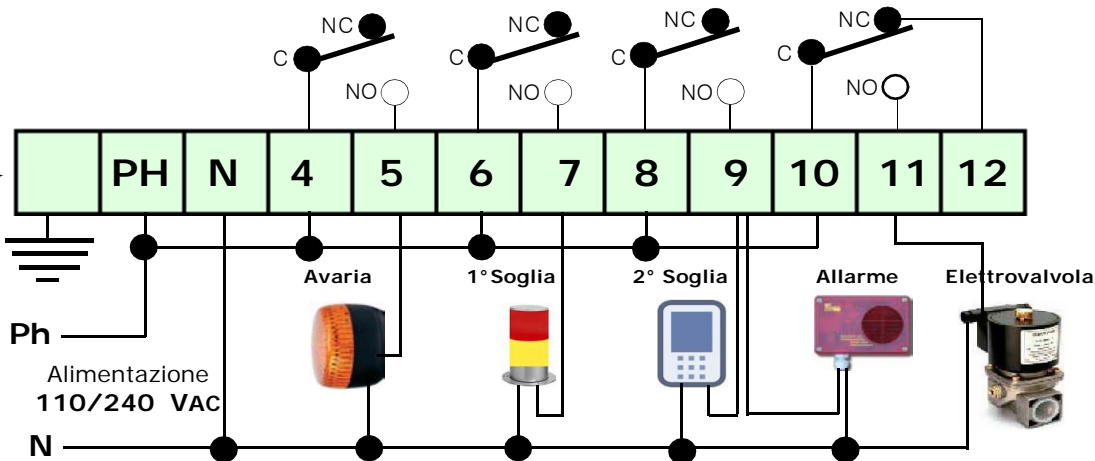 NC NC NC NC
C C C C
NO NO NO NO
PH N 4 5 6 7 8 9 10 11 12
Avaria 1°Soglia 2° Soglia Allarme Elettrovalvola
Ph
Alimentazione
110/240 VAC
N